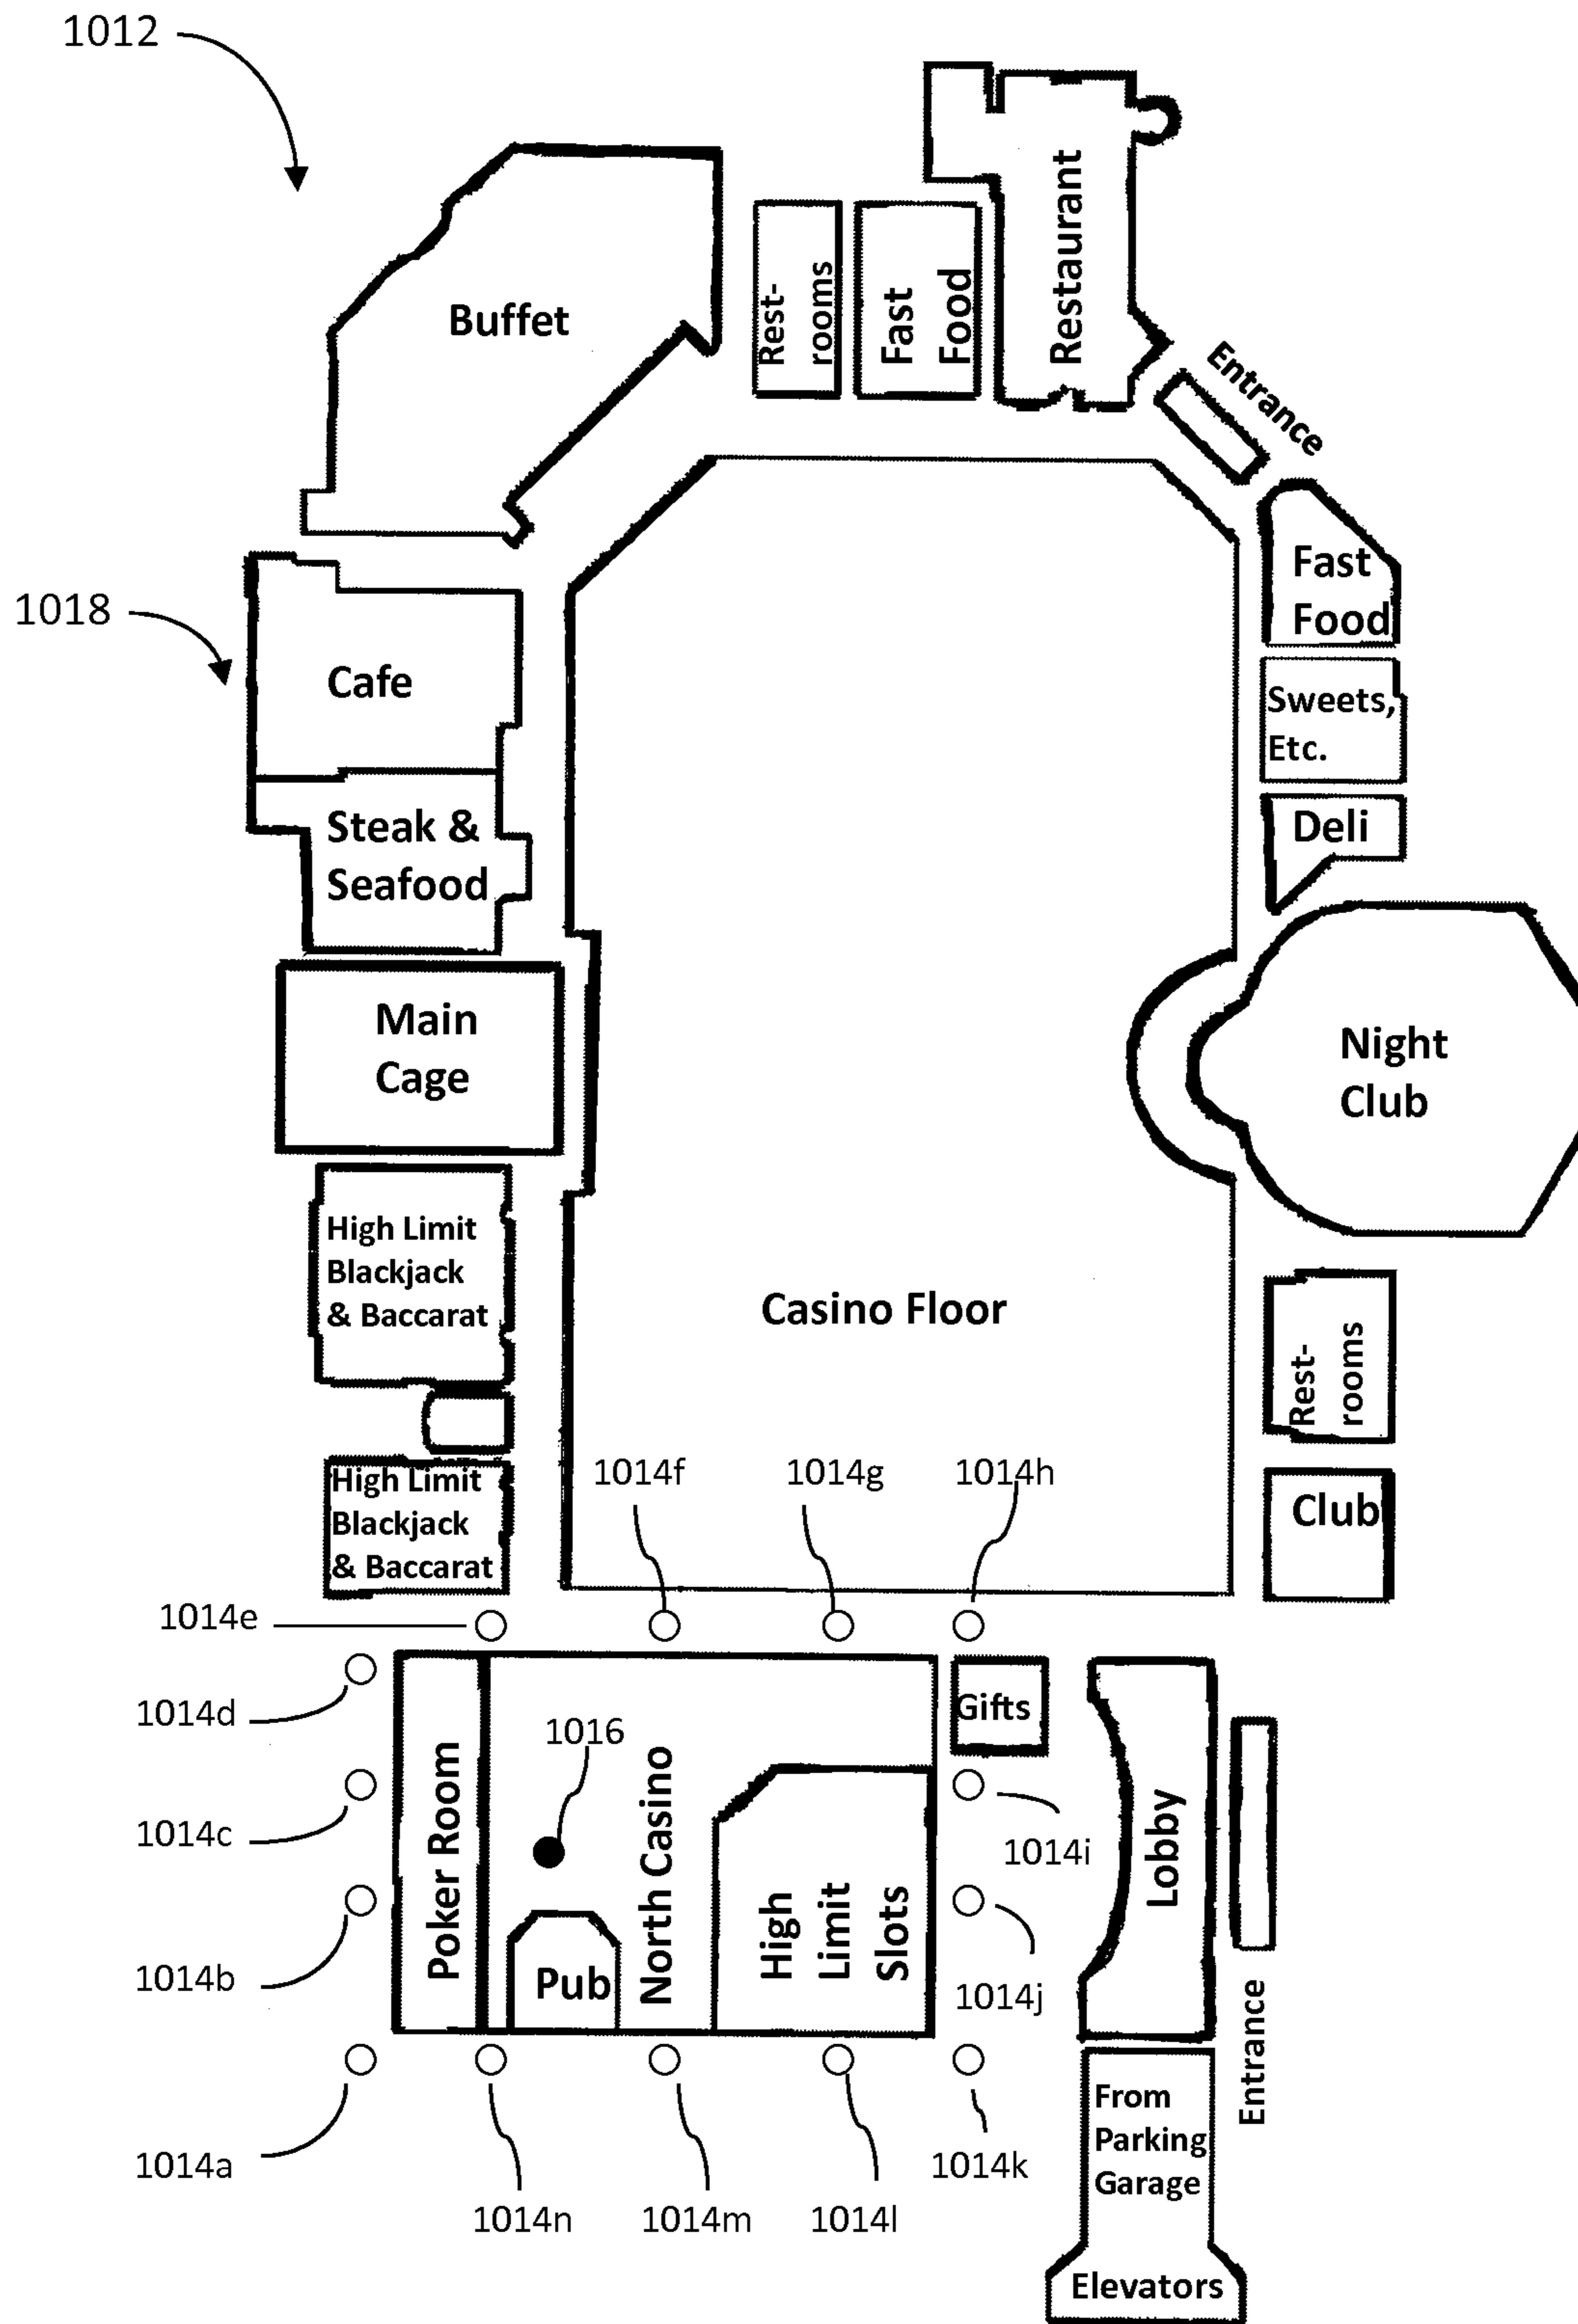 1012
Buffet
Rest-
rooms
Fast
Food
Restaurant
Entrance
1018
Cafe
Fast
Food
Sweets,
Etc.
Steak &
Seafood
Deli
Main
Cage
Night
Club
High Limit
Blackjack
& Baccarat
Casino Floor
Rest-
rooms
High Limit
Blackjack
& Baccarat
1014f
1014g
1014h
Club
1014e
1014d
1016
Gifts
1014c
Poker Room
North Casino
1014i
Lobby
1014b
Pub
High
Limit
Slots
1014j
Entrance
1014a
1014n
1014m
1014l
1014k
From
Parking
Garage
Elevators